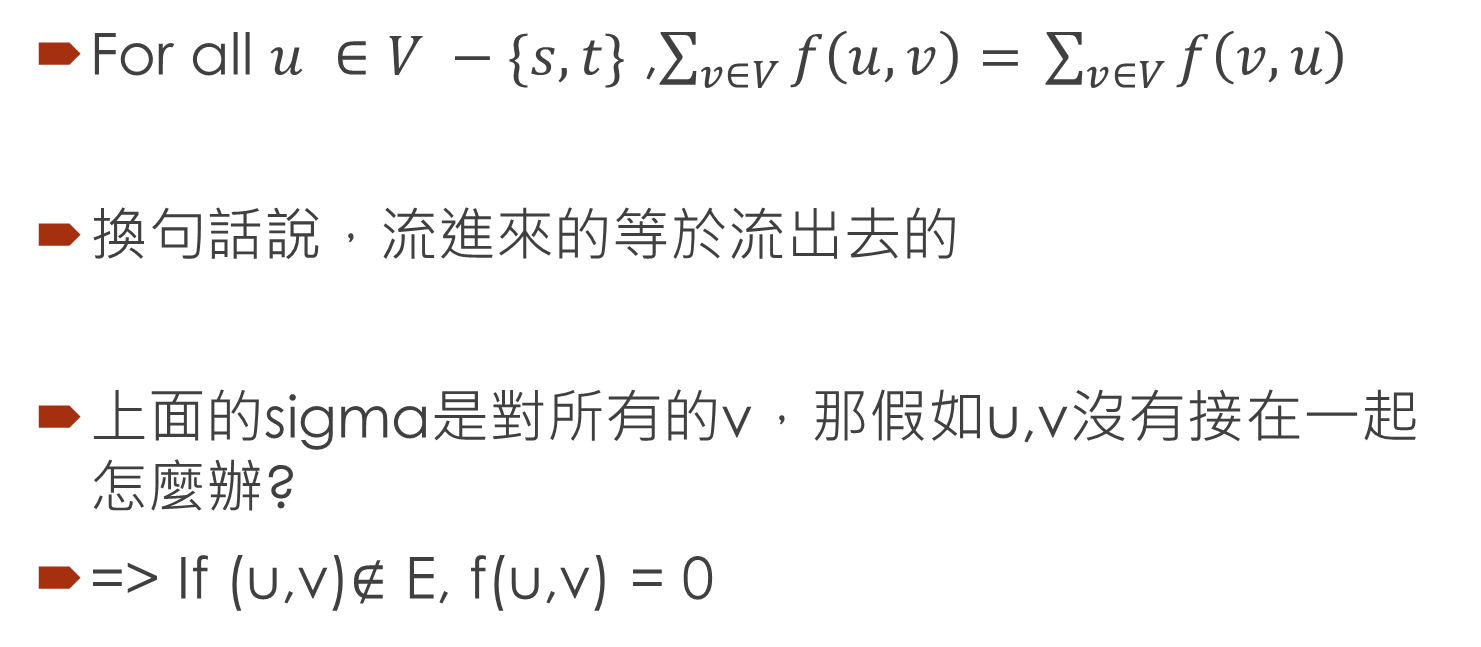 For all 𝑢 ∈ 𝑉 − {𝑠, 𝑡} ,∑𝑣∈𝑉 𝑓(𝑢, 𝑣) = ∑𝑣∈𝑉 𝑓(𝑣, 𝑢)
換句話說，流進來的等於流出去的
上面的sigma是對所有的v，那假如u,v沒有接在一起
怎麼辦?
=> If (u,v)∉ E, f(u,v) = 0